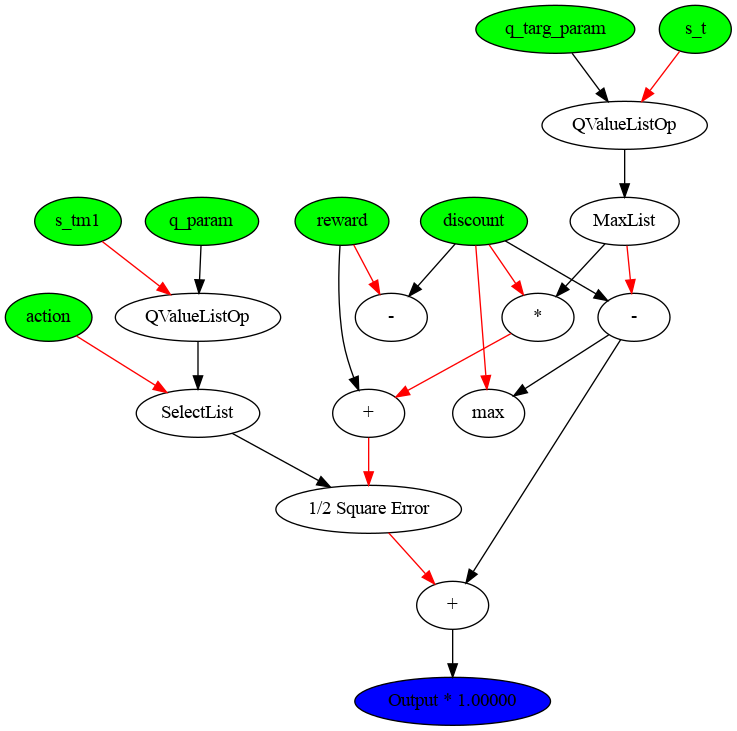 q_targ_param
s_t
QValueListOp
s_tm1
q_param
reward
discount
MaxList
action
QValueListOp
-
*
-
SelectList
+
max
1/2 Square Error
+
Output * 1.00000